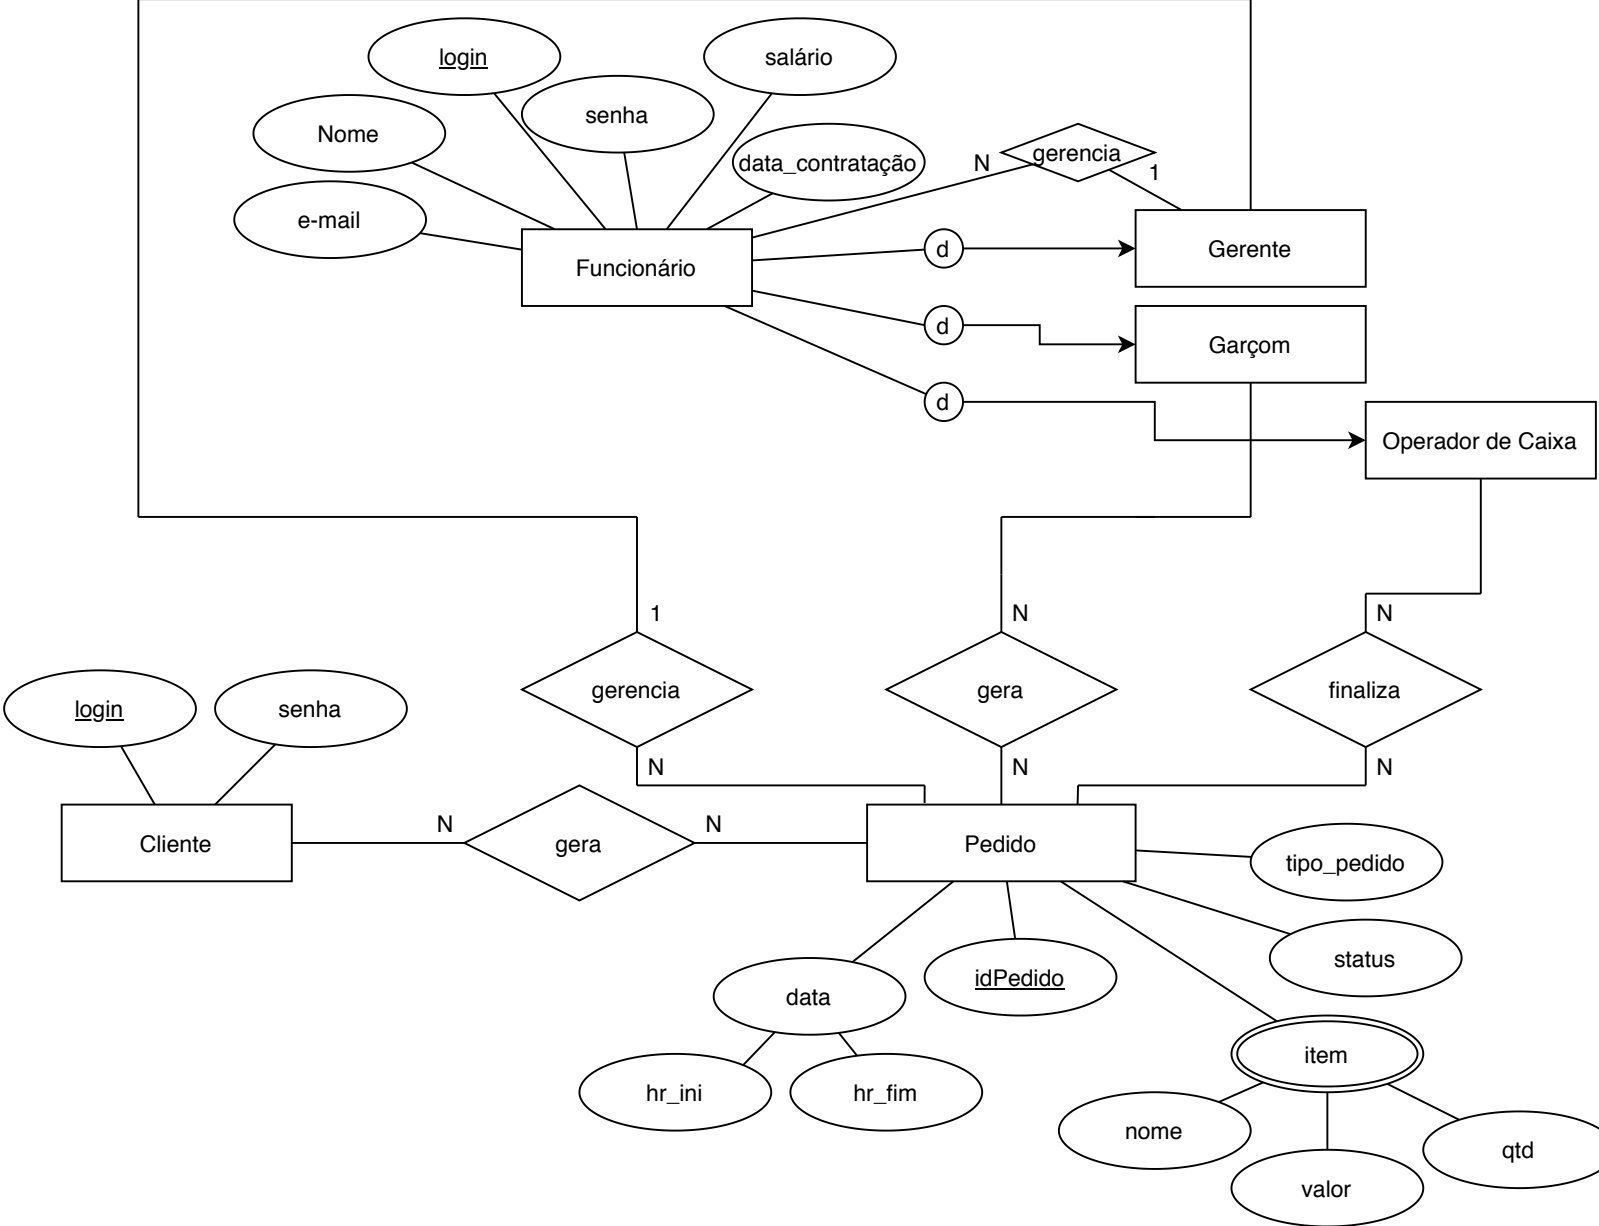 login
salário
senha
Nome
data_contratação
gerencia
N
1
e-mail
Funcionário
d
Gerente
d
Garçom
d
Operador de Caixa
1
N
N
gerencia
gera
finaliza
login
senha
N
N
N
Cliente
N
gera
N
Pedido
tipo_pedido
status
idPedido
data
item
hr_ini
hr_fim
nome
qtd
valor